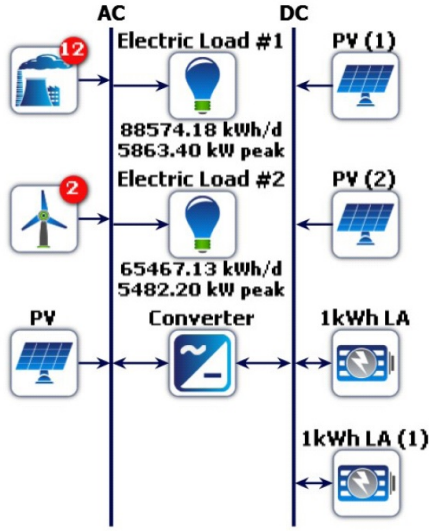 AC DC
12
Electric Load #1
PV (1)
88574.18 kWh/d
5863.40 kW peak
2
Electric Load #2
PV (2)
65467.13 kWh/d
5482.20 kW peak
PV
Converter
1kWh LA
1kWh LA (1)